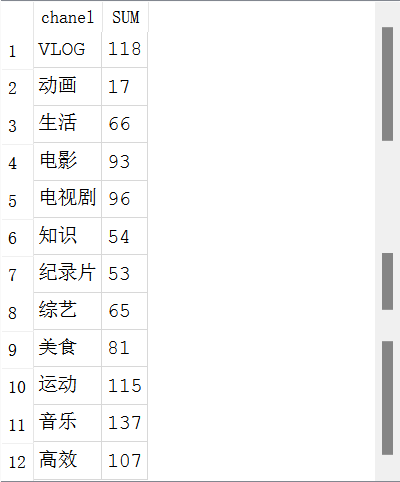 chanel SUM
1 VLOG 118
2 动画 17
3 生活 66
4 电影 93
5 电视剧 96
6 知识 54
7 纪录片 53
8 综艺 65
9 美食 81
10 运动 115
11 音乐 137
12 高效 107